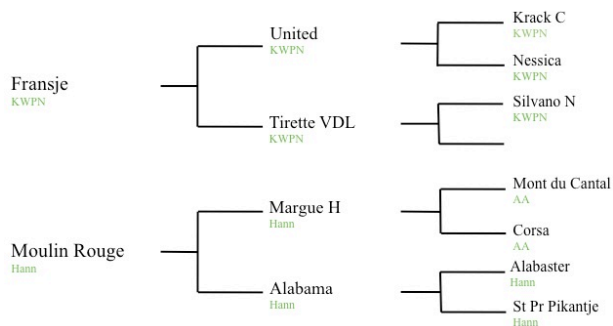 Fransje
KWPN
United
KWPN
Tirette VDL
KWPN
Krack C
KWPN
Nessica
KWPN
Silvano N
KWPN
Moulin Rouge
Hann
Margue H
Hann
Alabama
Hann
Mont du Cantal
AA
Corsa
AA
Alabaster
Hann
St Pr Pikantje
Hann